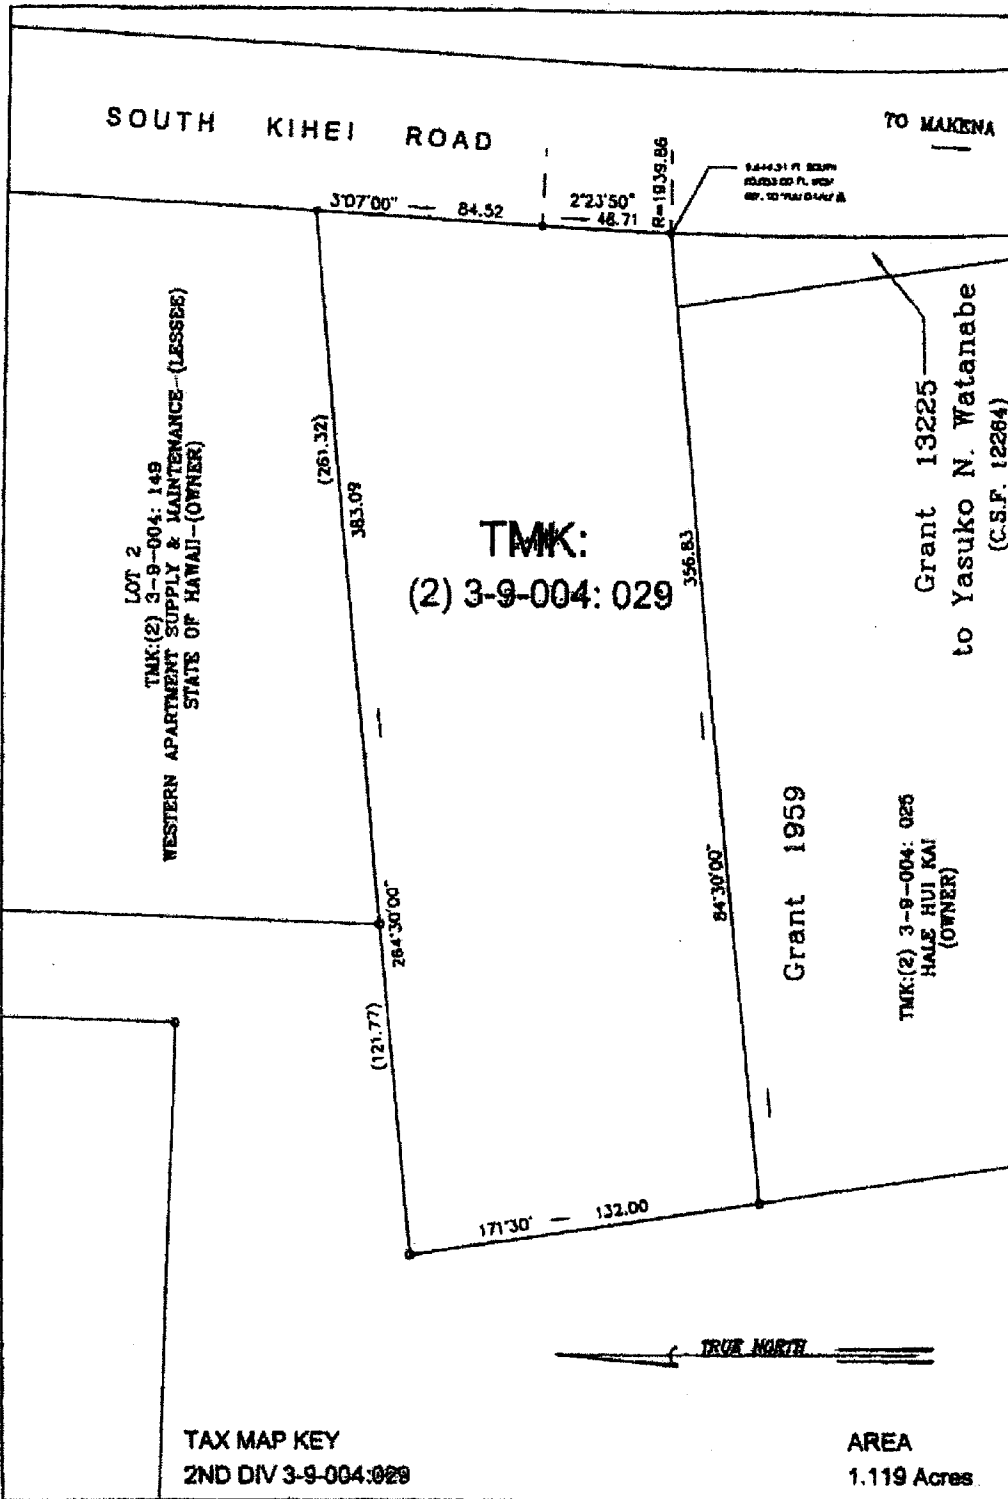 SOUTH KIHEI ROAD
TO MAKENA
3°07'00" — 84.52
2°23'50"
— 48.71
R=1939.86
LOT 2
TMK:(2) 3-9-004: 149
WESTERN APARTMENT SUPPLY & MAINTENANCE-(LESSEE)
STATE OF HAWAII-(OWNER)
(261.32)
383.09
TMK:
(2) 3-9-004: 029
356.83
Grant 13225
to Yasuko N. Watanabe
(C.S.F. 12264)
264°30'00"
84°30'00"
Grant 1959
TMK:(2) 3-9-004: 025
HALE HUI KAI
(OWNER)
(121.77)
171°30' — 132.00
TRUE NORTH
TAX MAP KEY
2ND DIV 3-9-004:029
AREA
1.119 Acres